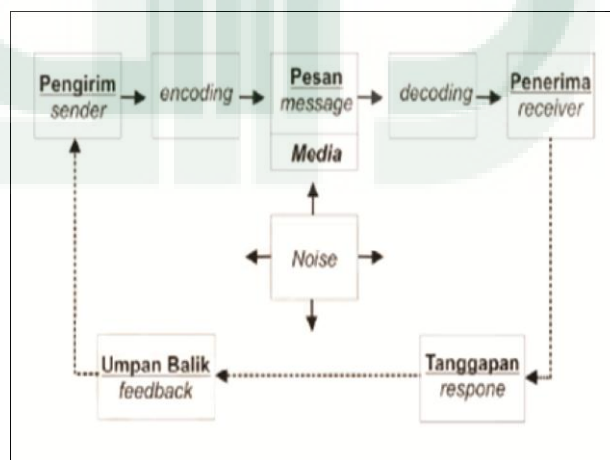 Pengirim
sender
encoding
Pesan
message
Media
decoding
Penerima
receiver
Noise
Umpan Balik
feedback
Tanggapan
respone